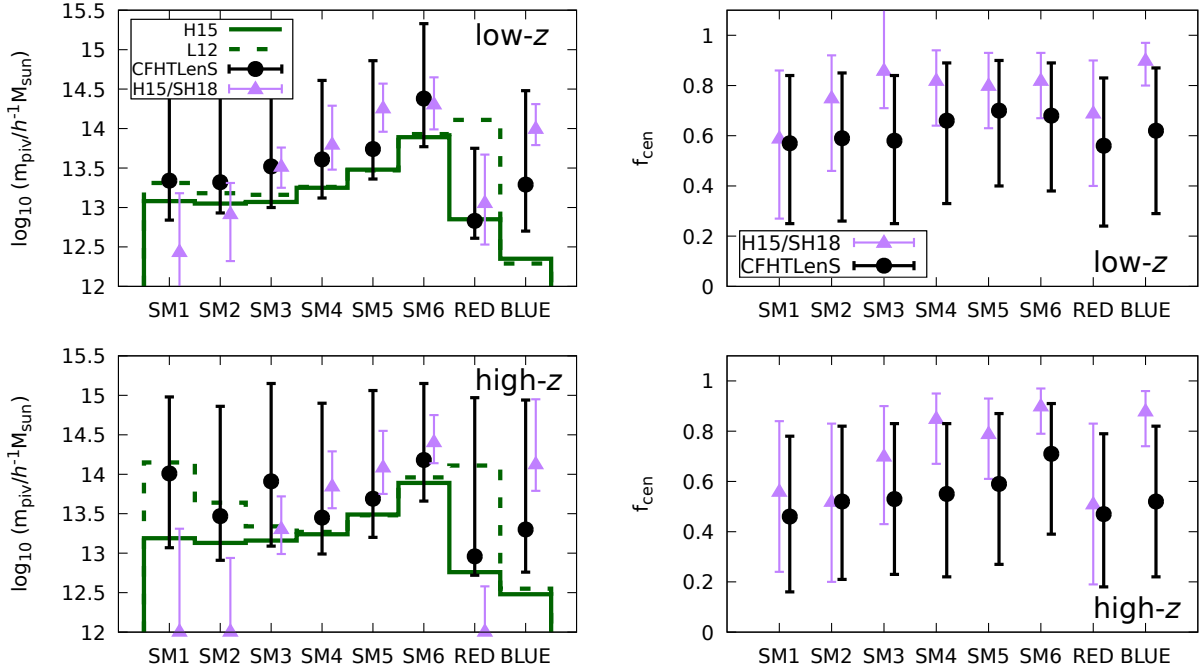 15.5
15
14.5
14
13.5
13
12.5
12
log10 (mpiv/h-1Msun)
H15
L12
CFHTLenS
H15/SH18
low-z
SM1 SM2 SM3 SM4 SM5 SM6 RED BLUE
1
0.8
0.6
0.4
0.2
0
fcen
H15/SH18
CFHTLenS
low-z
SM1 SM2 SM3 SM4 SM5 SM6 RED BLUE
15.5
15
14.5
14
13.5
13
12.5
12
log10 (mpiv/h-1Msun)
high-z
SM1 SM2 SM3 SM4 SM5 SM6 RED BLUE
1
0.8
0.6
0.4
0.2
0
fcen
high-z
SM1 SM2 SM3 SM4 SM5 SM6 RED BLUE